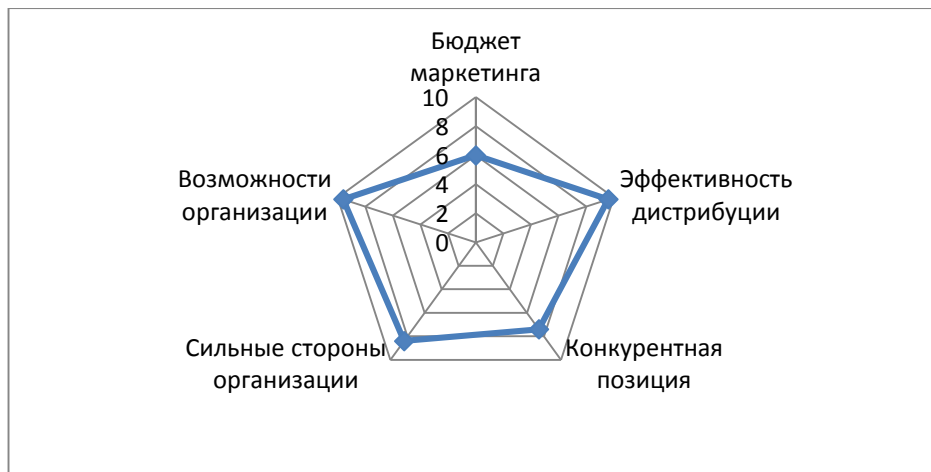 Бюджет
маркетинга
10
8
6
4
2
0
Эффективность
дистрибуции
Конкурентная
позиция
Сильные стороны
организации
Возможности
организации